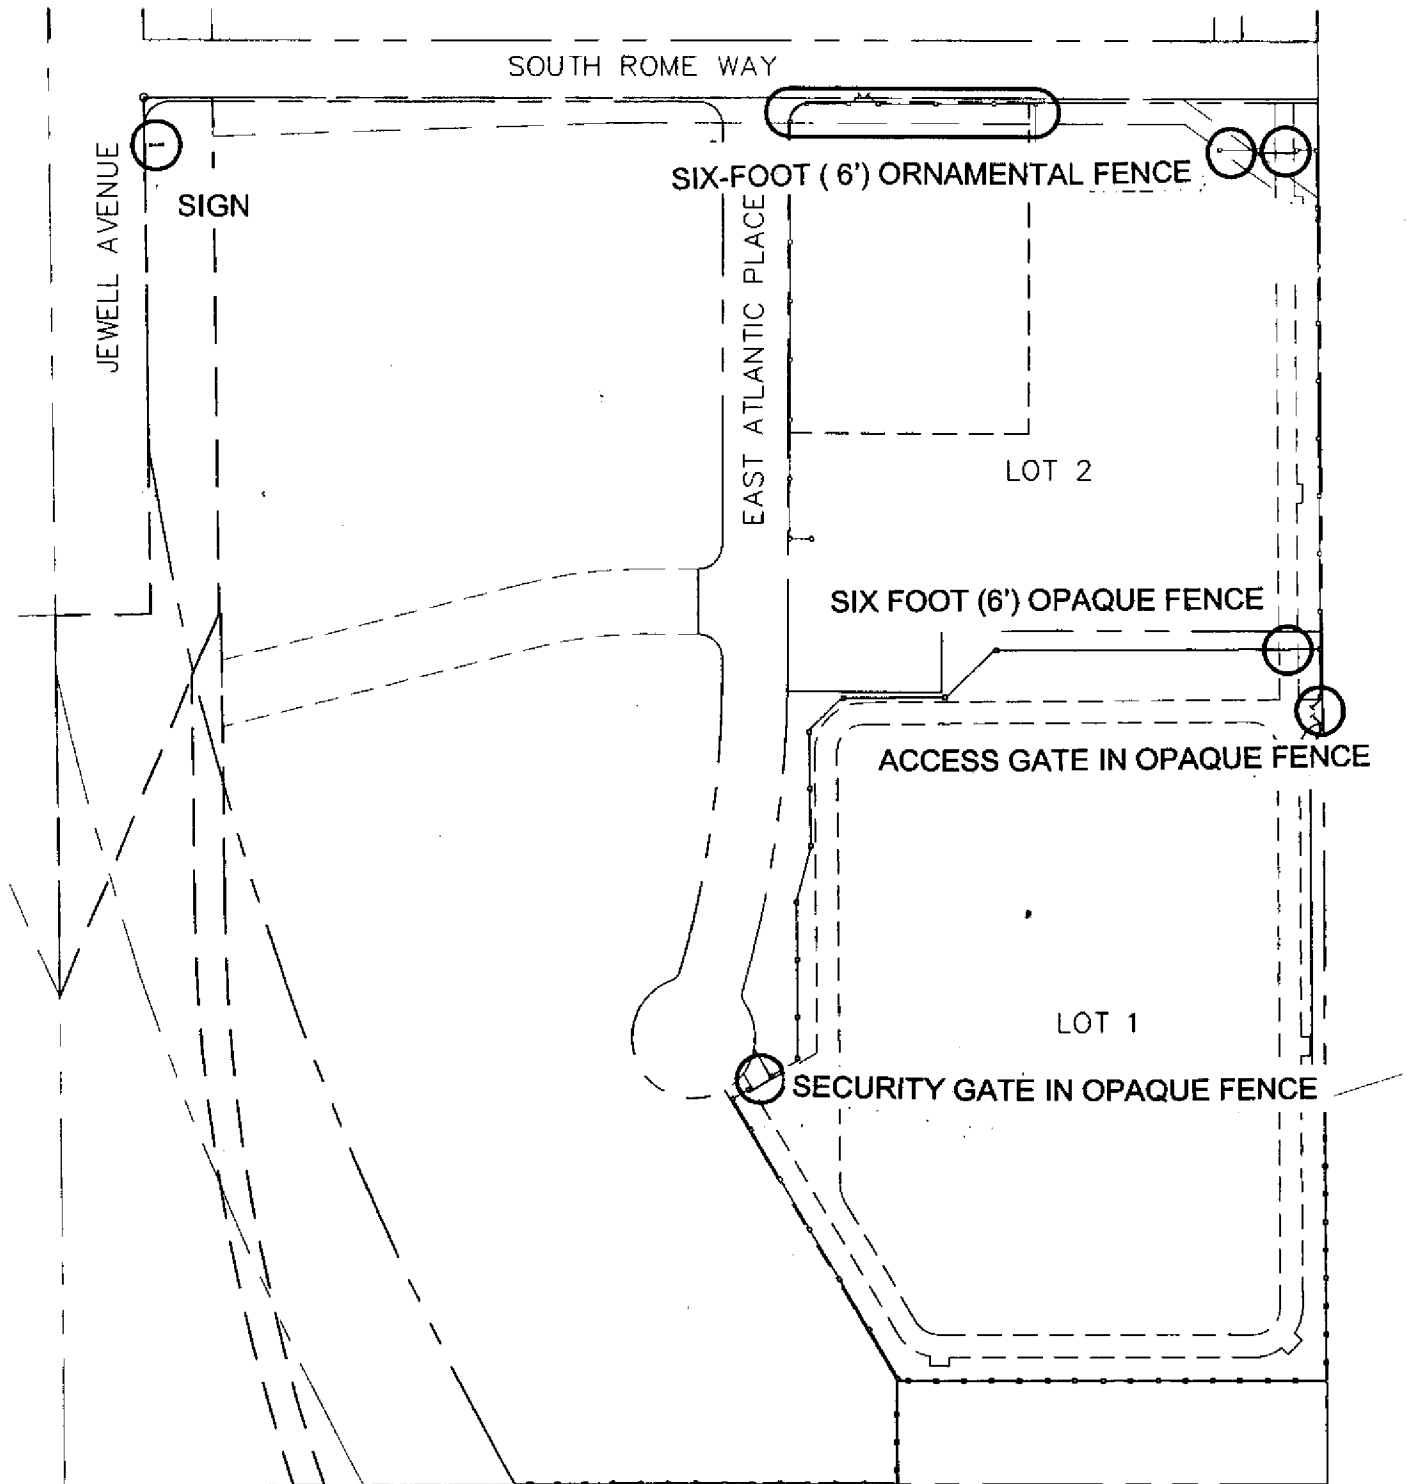 SOUTH ROME WAY
SIX-FOOT ( 6') ORNAMENTAL FENCE
SIGN
JEWELL AVENUE
EAST ATLANTIC PLACE
LOT 2
SIX FOOT (6') OPAQUE FENCE
ACCESS GATE IN OPAQUE FENCE
LOT 1
SECURITY GATE IN OPAQUE FENCE